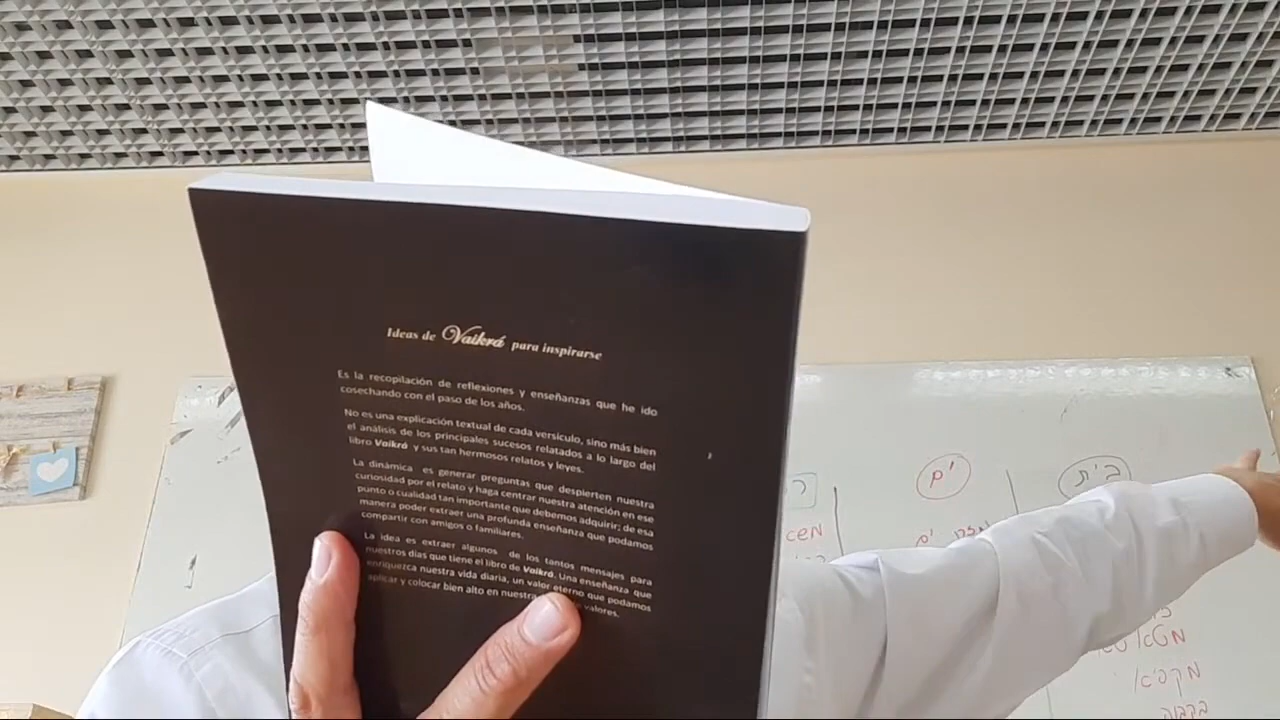 Ideas de Vaikrá para inspirarse
Es la recopilación de reflexiones y enseñanzas que he ido
cosechando con el paso de los años.
No es una explicación textual de cada versículo, sino más bien
el análisis de los principales sucesos relatados a lo largo del
libro Vaikrá y sus tan hermosos relatos y leyes.
La dinámica es generar preguntas que despierten nuestra
curiosidad por el relato y haga centrar nuestra atención en ese
punto o cualidad tan importante que debemos adquirir; de esa
manera poder extraer una profunda enseñanza que podamos
compartir con amigos o familiares.
La idea es extraer algunos de los tantos mensajes para
nuestros días que tiene el libro de Vaikrá. Una enseñanza que
enriquezca nuestra vida diaria, un valor eterno que podamos
aplicar y colocar bien alto en nuestra valores.
ים